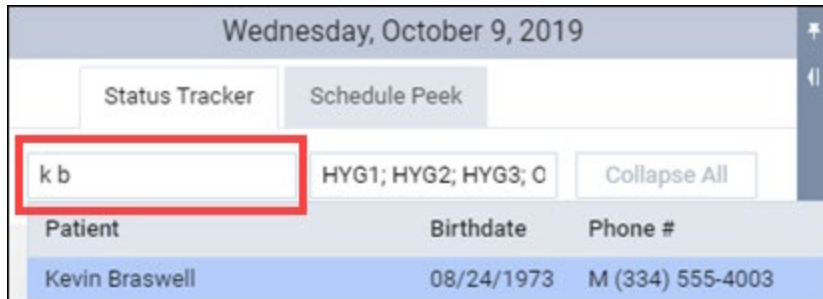 Wednesday, October 9, 2019
Status Tracker Schedule Peek
k b HYG1; HYG2; HYG3; O Collapse All
Patient Birthdate Phone #
Kevin Braswell 08/24/1973 M (334) 555-4003